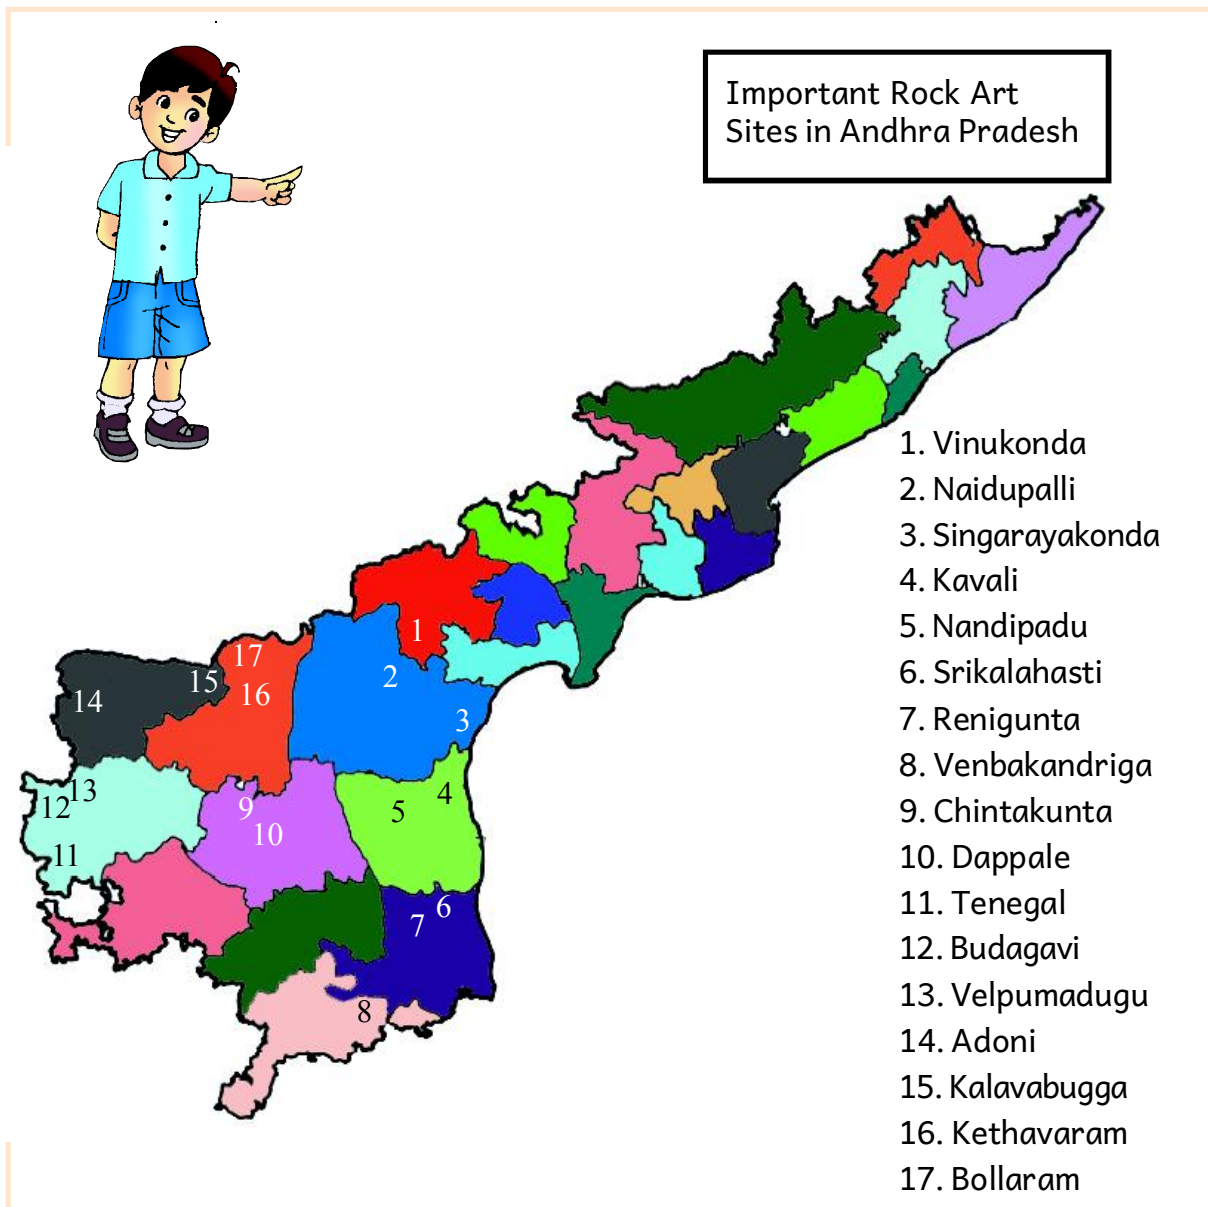 Important Rock Art
Sites in Andhra Pradesh
1. Vinukonda
2. Naidupalli
3. Singarayakonda
4. Kavali
5. Nandipadu
6. Srikalahasti
7. Renigunta
8. Venbakandriga
9. Chintakunta
10. Dappale
11. Tenegal
12. Budagavi
13. Velpumadugu
14. Adoni
15. Kalavabugga
16. Kethavaram
17. Bollaram
1
17
2
15
16
14
3
13
4
12
9
5
10
11
6
7
8